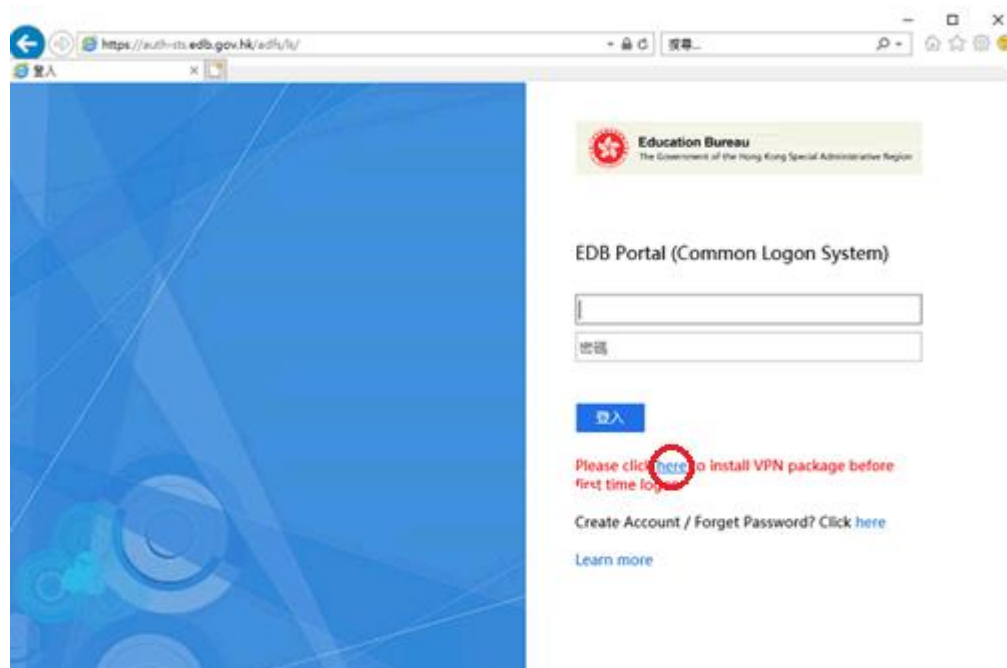 https://auth-sts.edb.gov.hk/adfs/ls/
搜尋...
登入
Education Bureau
The Government of the Hong Kong Special Administrative Region
EDB Portal (Common Logon System)
密碼
登入
Please click here to install VPN package before
first time logon
Create Account / Forget Password? Click here
Learn more